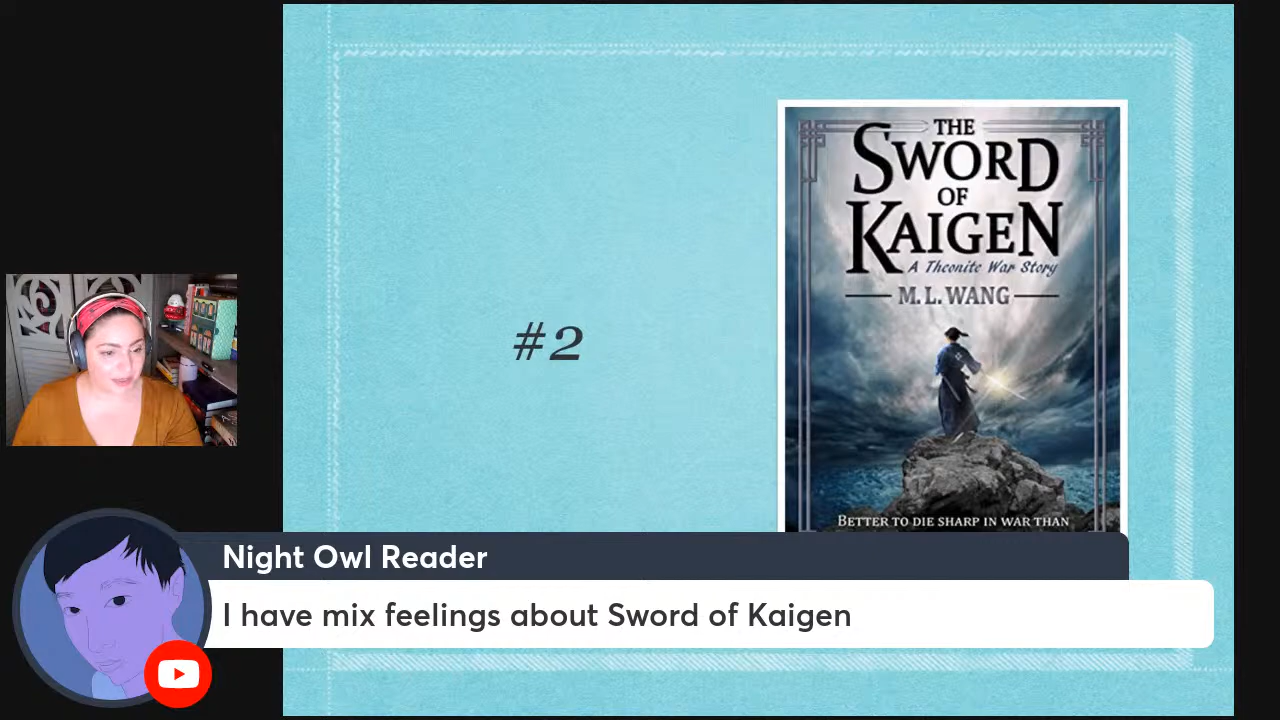 THE
SWORD
OF
KAIGEN
A Theonite War Story
M. L. WANG
#2
BETTER TO DIE SHARP IN WAR THAN
Night Owl Reader
I have mix feelings about Sword of Kaigen